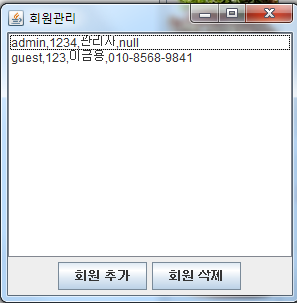 회원관리
admin,1234,관리자,null
guest,123,이금용,010-8568-9841
회원 추가
회원 삭제